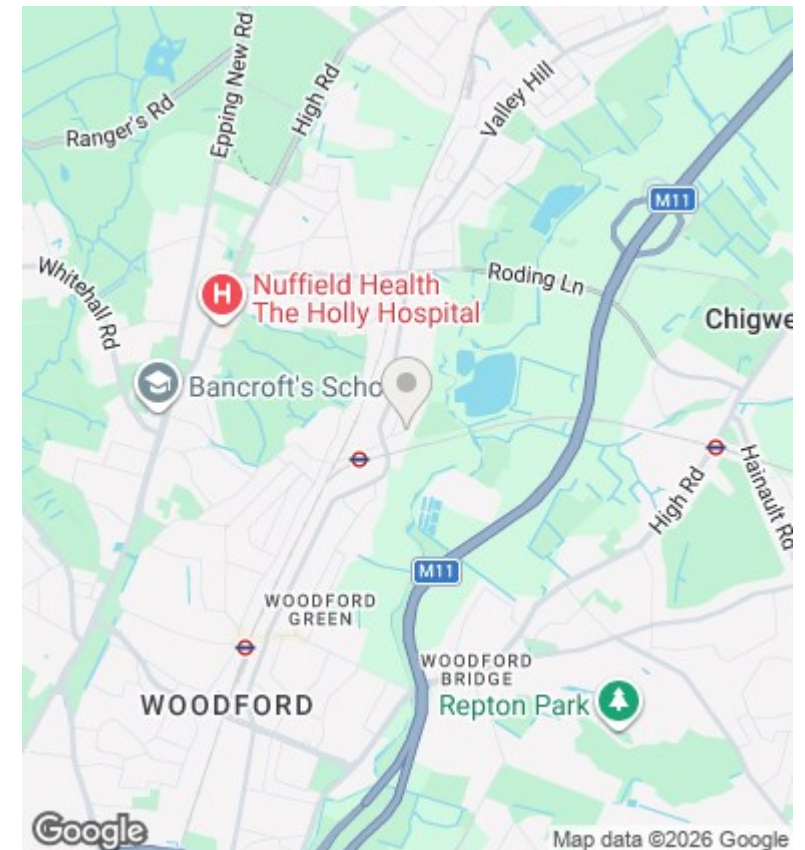 Epping New Rd
High Rd
Ranger's Rd
Valley Hill
M11
Whitehall Rd
Nuffield Health
The Holly Hospital
Roding Ln
Chigwe
Bancroft's Scho
Hainault Rd
High Rd
M11
WOODFORD
GREEN
WOODFORD
BRIDGE
WOODFORD
Repton Park
Google
Map data ©2026 Google
H